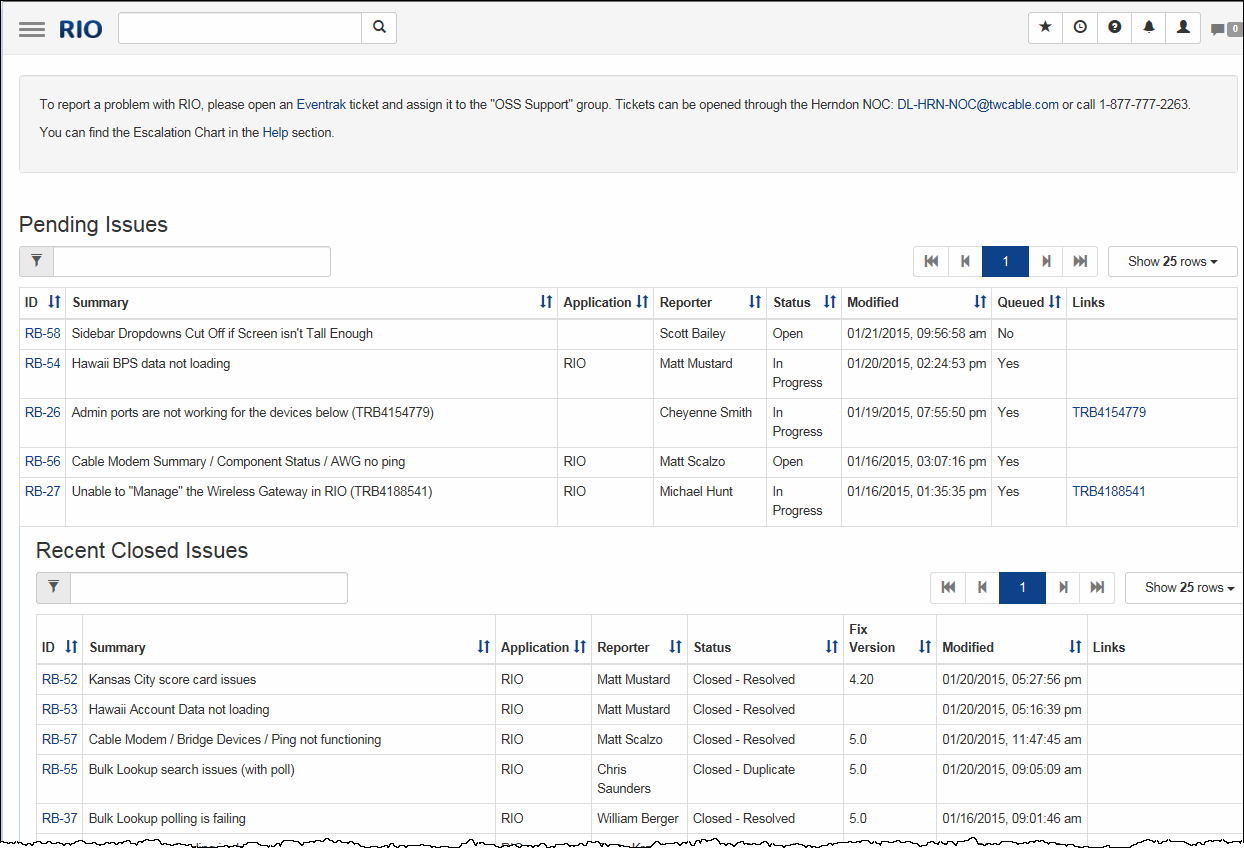 RIO
0
To report a problem with RIO, please open an Eventrak ticket and assign it to the "OSS Support" group. Tickets can be opened through the Herndon NOC: DL-HRN-NOC@twcable.com or call 1-877-777-2263.
You can find the Escalation Chart in the Help section.
Pending Issues
1
Show 25 rows
ID Summary Application Reporter Status Modified Queued Links
RB-58 Sidebar Dropdowns Cut Off if Screen isn't Tall Enough Scott Bailey Open 01/21/2015, 09:56:58 am No
RB-54 Hawaii BPS data not loading RIO Matt Mustard In Progress 01/20/2015, 02:24:53 pm Yes
RB-26 Admin ports are not working for the devices below (TRB4154779) Cheyenne Smith In Progress 01/19/2015, 07:55:50 pm Yes TRB4154779
RB-56 Cable Modem Summary / Component Status / AWG no ping RIO Matt Scalzo Open 01/16/2015, 03:07:16 pm Yes
RB-27 Unable to "Manage" the Wireless Gateway in RIO (TRB4188541) RIO Michael Hunt In Progress 01/16/2015, 01:35:35 pm Yes TRB4188541
Recent Closed Issues
1
Show 25 rows
ID Summary Application Reporter Status Fix Version Modified Links
RB-52 Kansas City score card issues RIO Matt Mustard Closed - Resolved 4.20 01/20/2015, 05:27:56 pm
RB-53 Hawaii Account Data not loading RIO Matt Mustard Closed - Resolved 01/20/2015, 05:16:39 pm
RB-57 Cable Modem / Bridge Devices / Ping not functioning RIO Matt Scalzo Closed - Resolved 5.0 01/20/2015, 11:47:45 am
RB-55 Bulk Lookup search issues (with poll) RIO Chris Saunders Closed - Duplicate 5.0 01/20/2015, 09:05:09 am
RB-37 Bulk Lookup polling is failing RIO William Berger Closed - Resolved 5.0 01/16/2015, 09:01:46 am